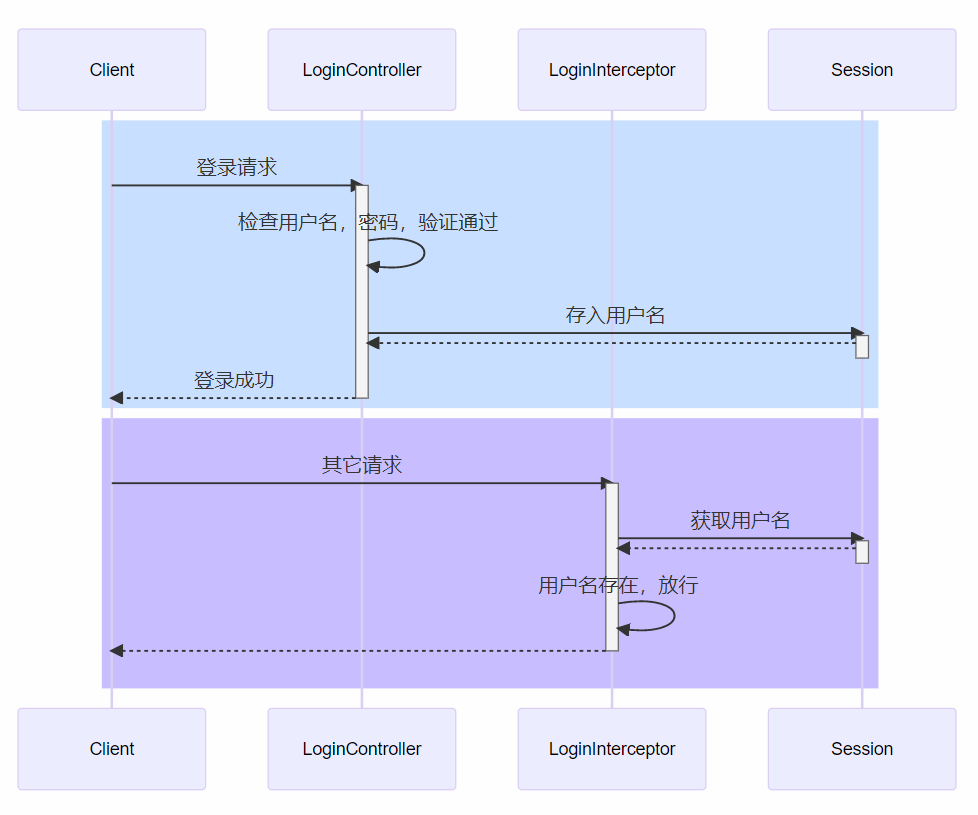 Client
LoginController
LoginInterceptor
Session
登录请求
检查用户名，密码，验证通过
存入用户名
登录成功
其它请求
获取用户名
用户名存在，放行
Client
LoginController
LoginInterceptor
Session